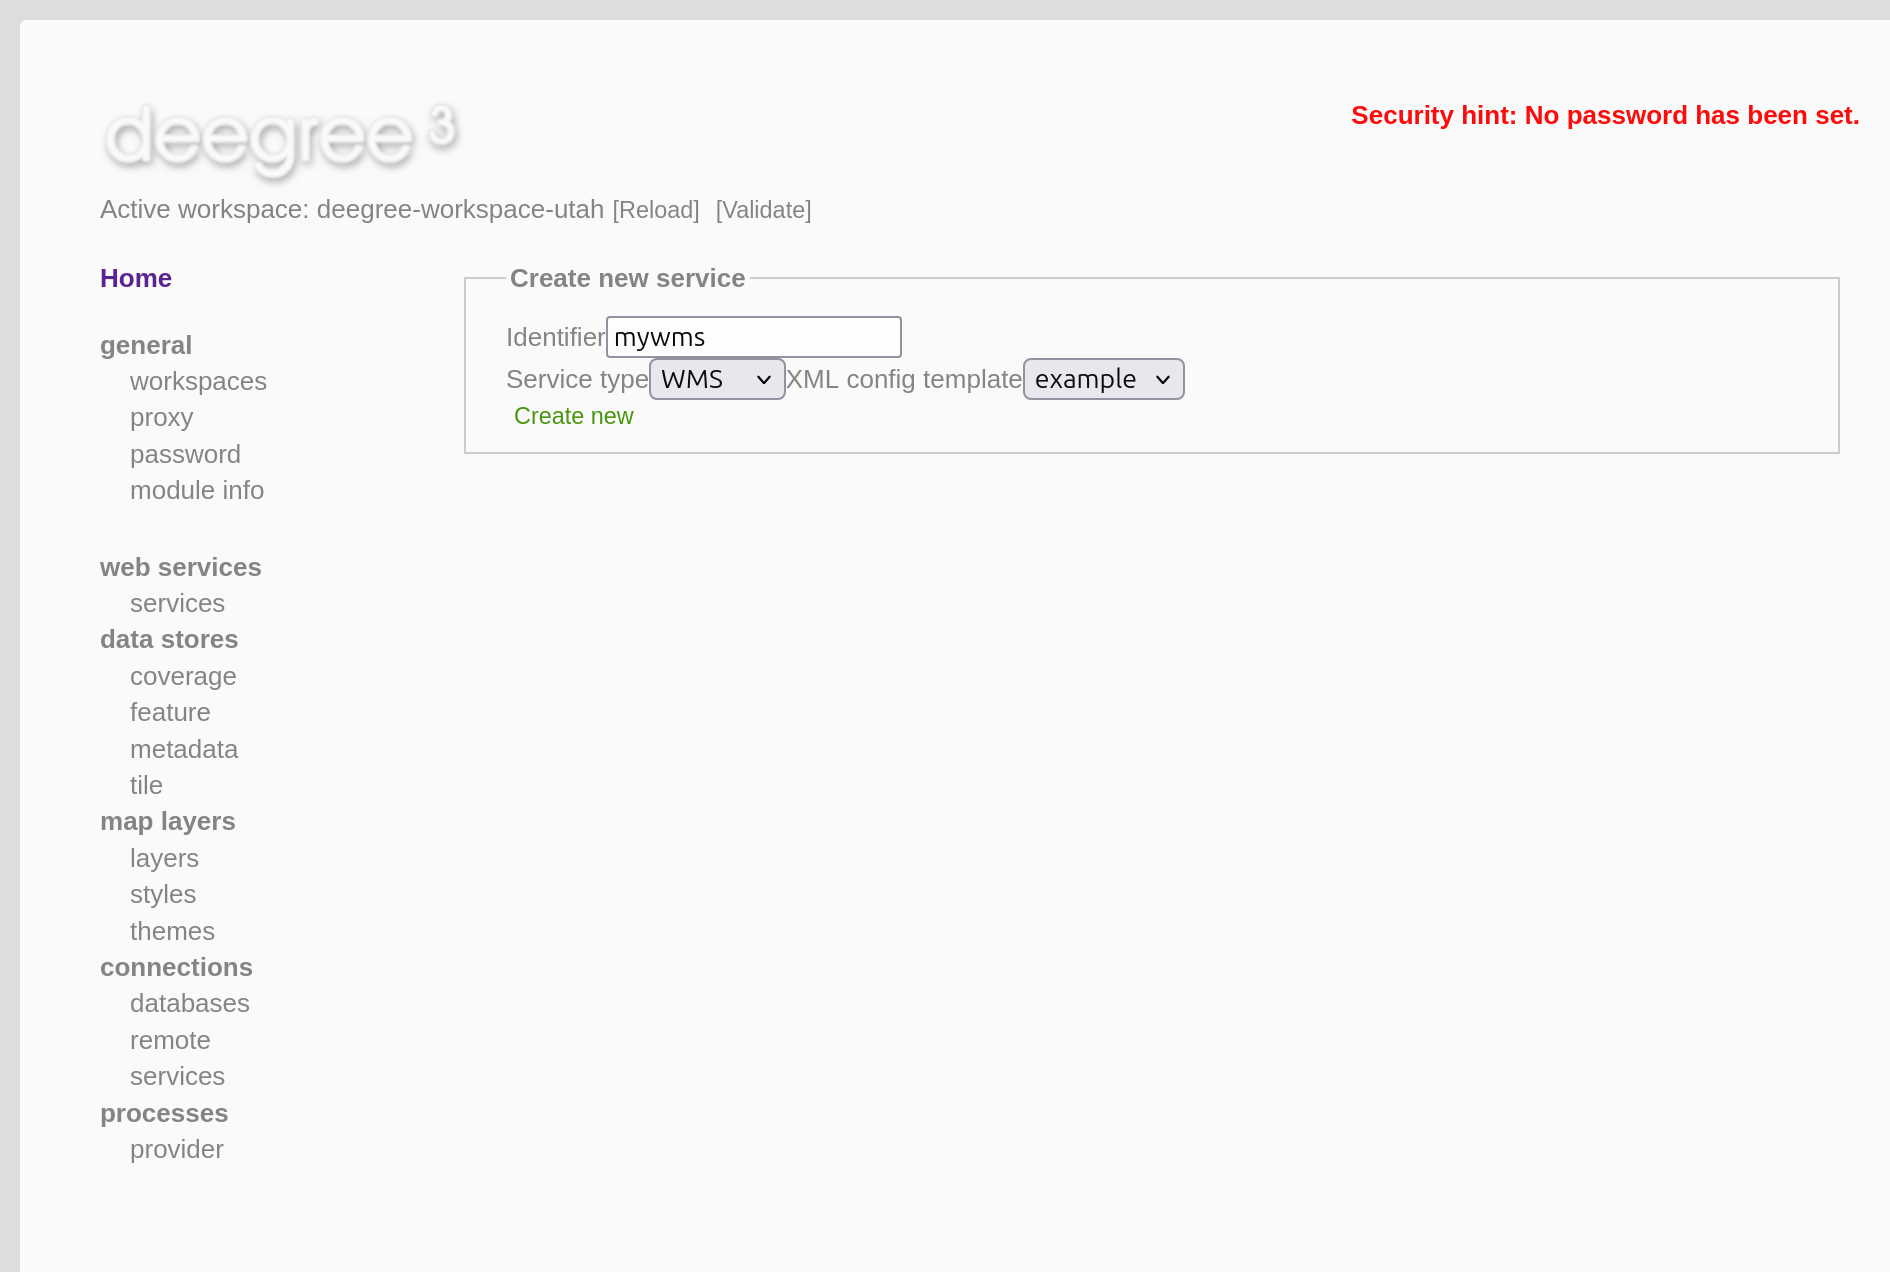 deegree 3
Security hint: No password has been set.
Active workspace: deegree-workspace-utah [Reload] [Validate]
Home
general
workspaces
proxy
password
module info
web services
services
data stores
coverage
feature
metadata
tile
map layers
layers
styles
themes
connections
databases
remote
services
processes
provider
Create new service
Identifier mywms
Service type WMS XML config template example
Create new